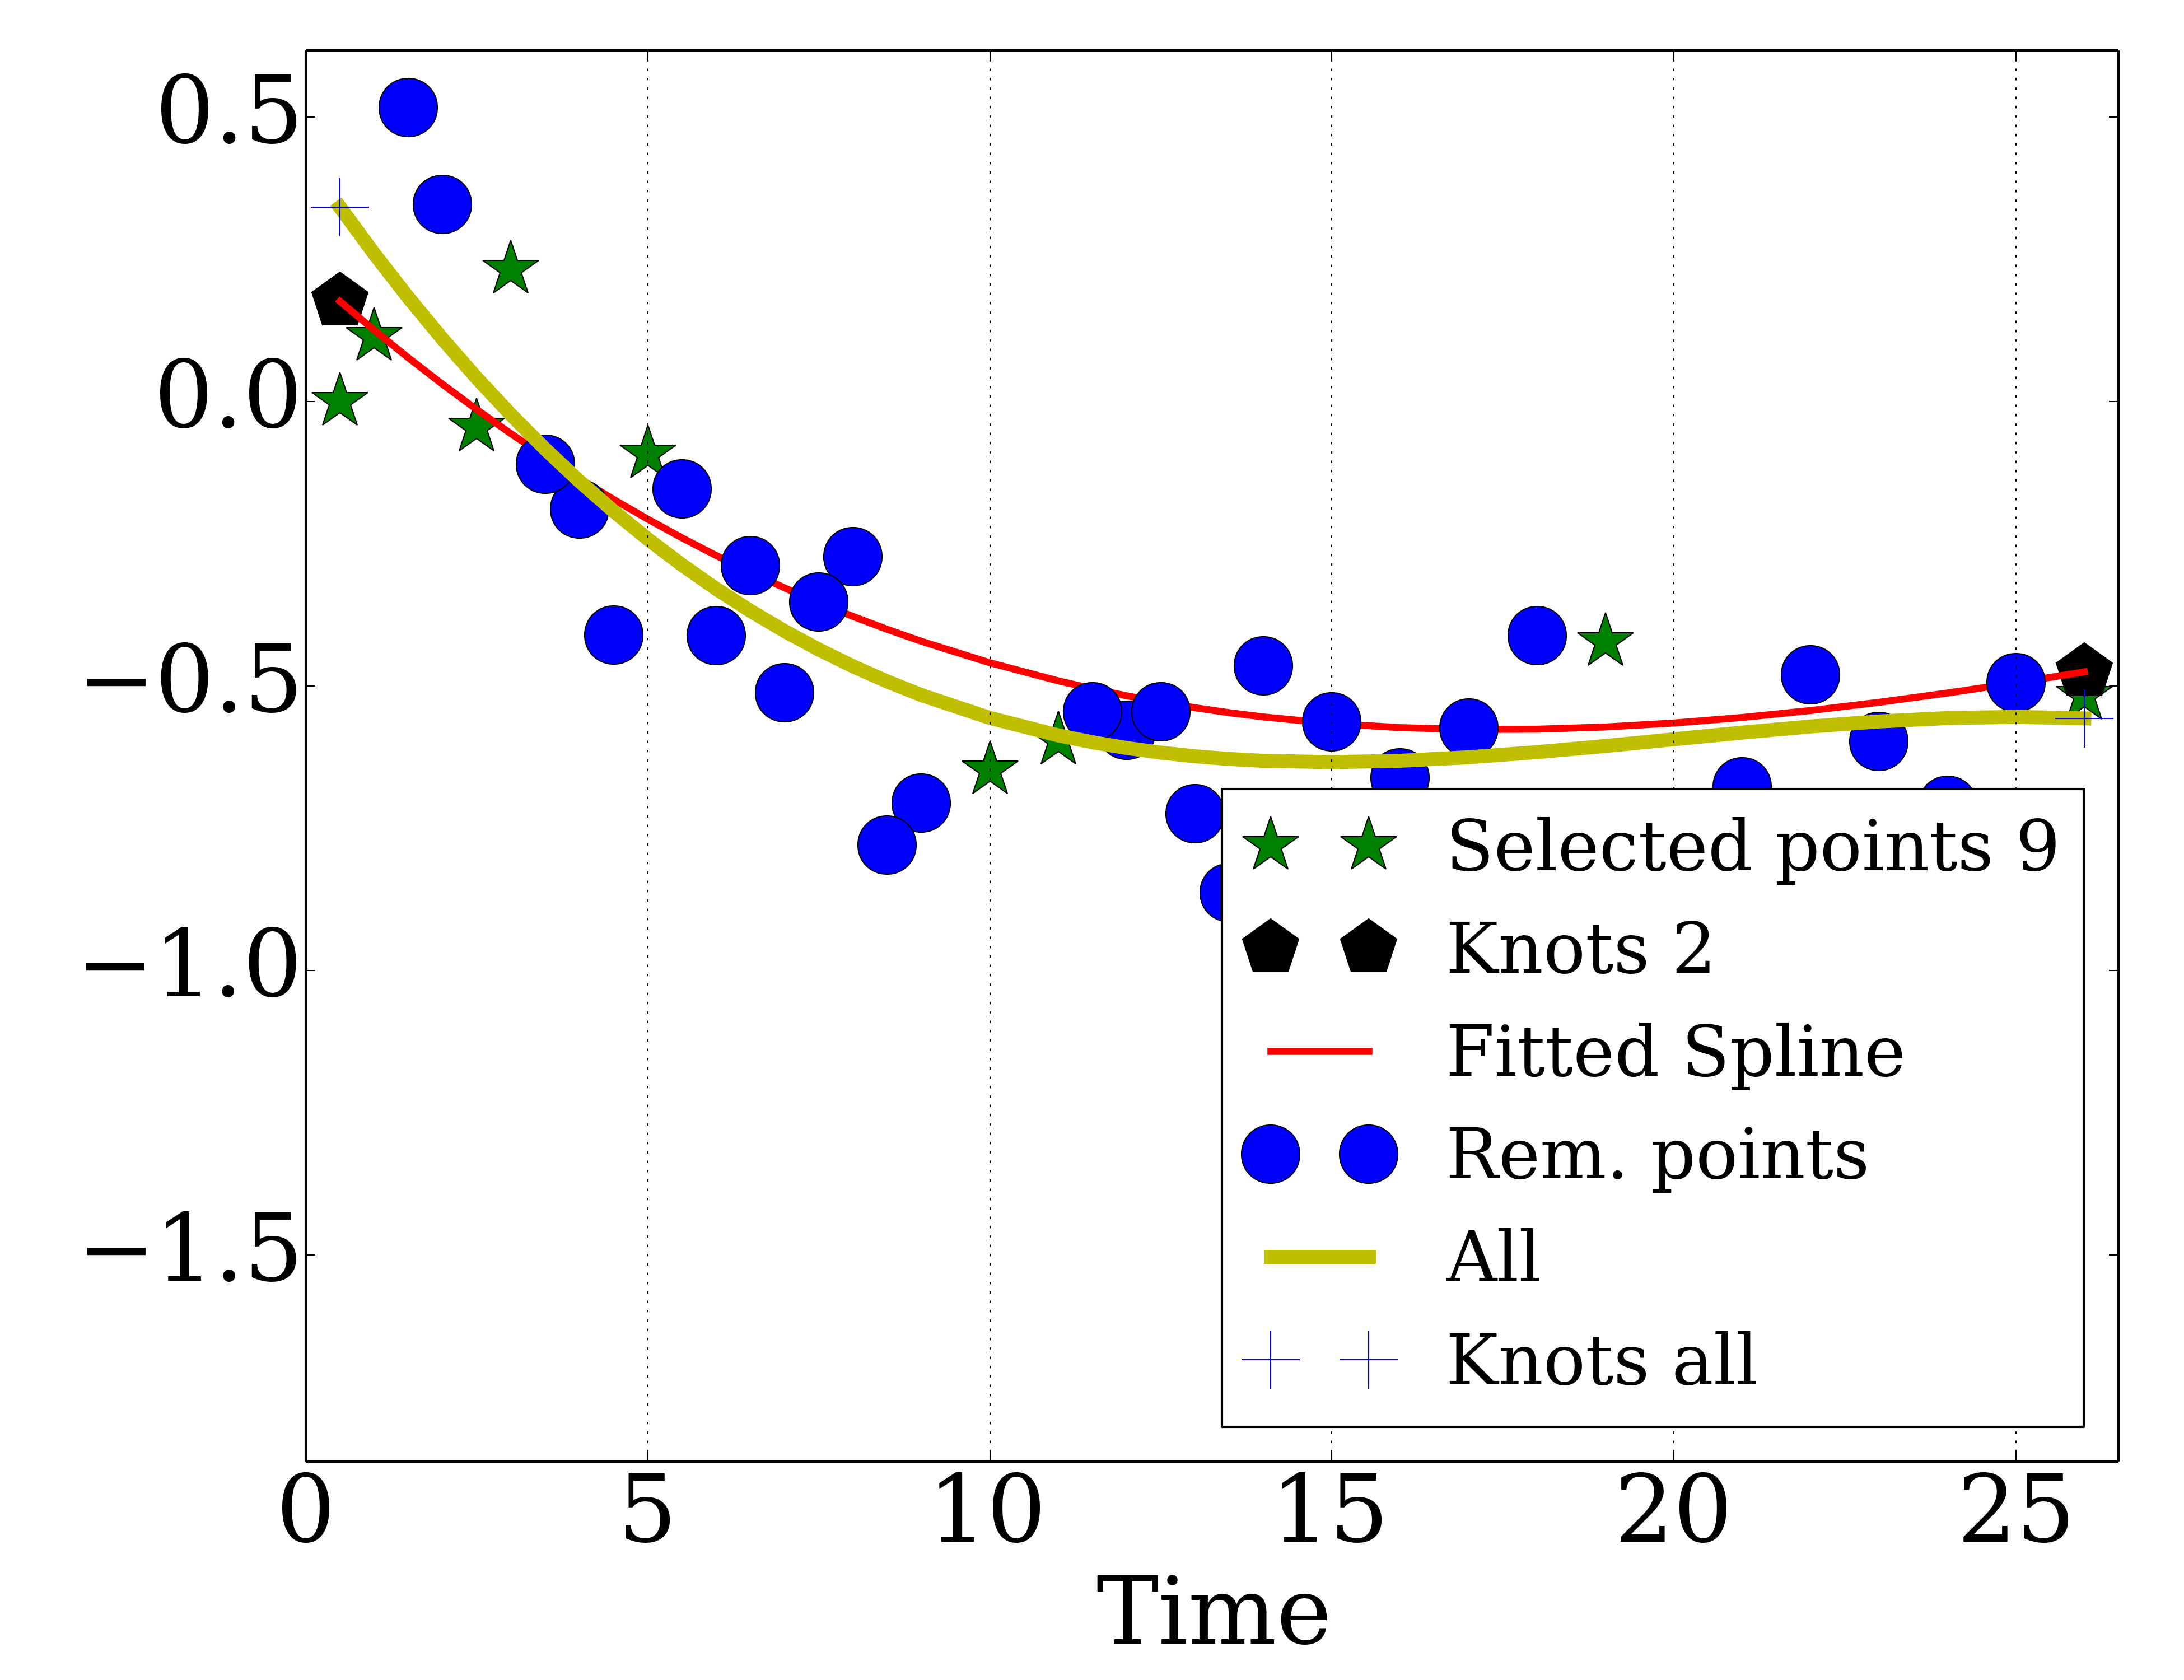 0.5
0.0
−0.5
−1.0
−1.5
Selected points 9
Knots 2
Fitted Spline
Rem. points
All
Knots all
0 5 10 15 20 25
Time